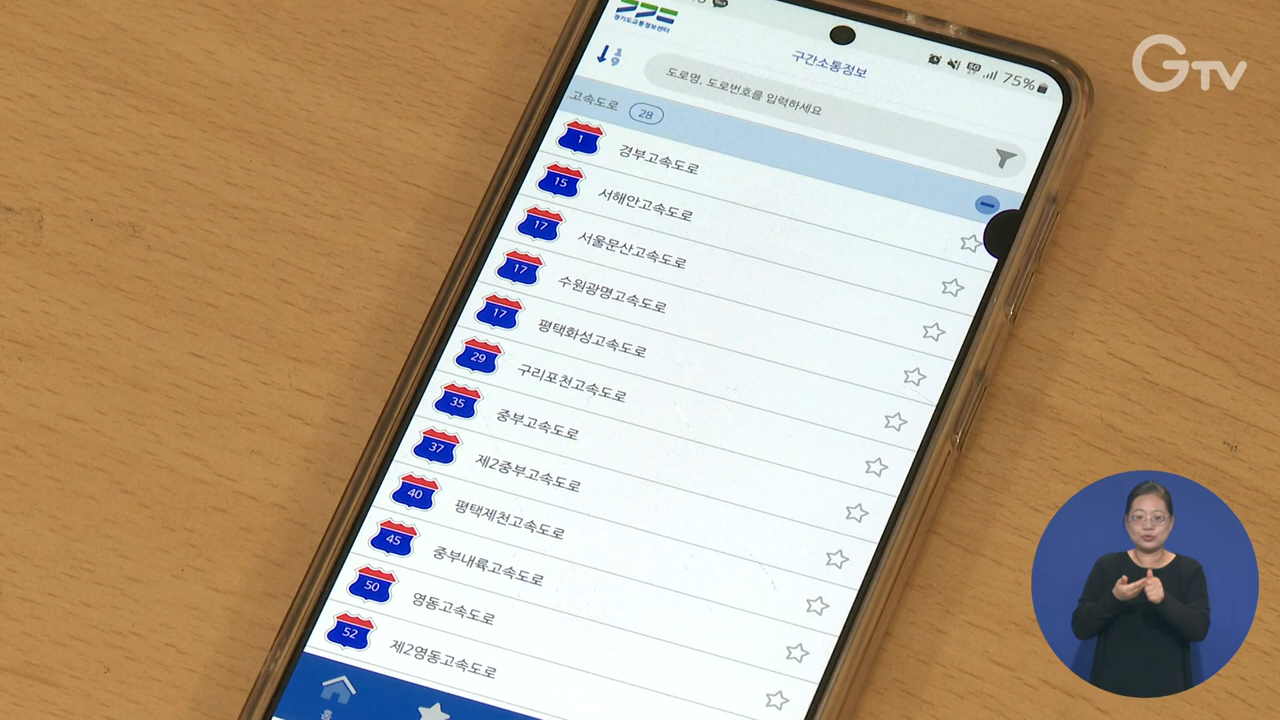 GTV
경기도교통정보센터
구간소통정보
75%
도로명, 도로번호를 입력하세요
고속도로 28
1 경부고속도로
15 서해안고속도로
17 서울문산고속도로
17 수원광명고속도로
17 평택화성고속도로
29 구리포천고속도로
35 중부고속도로
37 제2중부고속도로
40 평택제천고속도로
45 중부내륙고속도로
50 영동고속도로
52 제2영동고속도로
홈